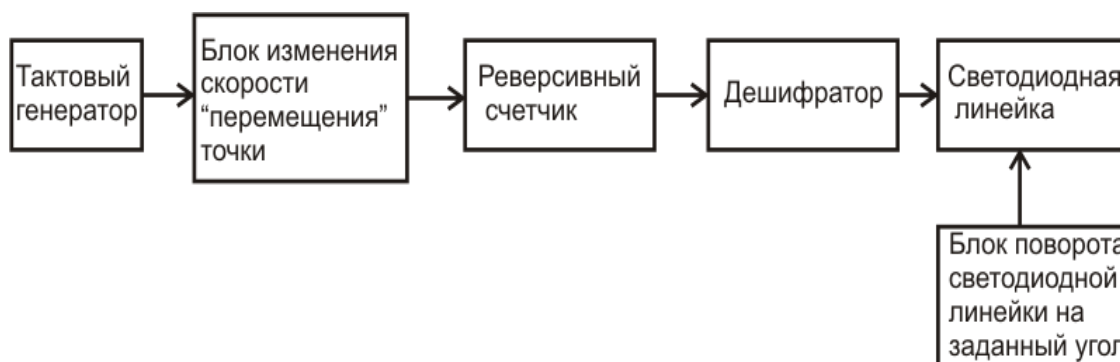 Тактовый
генератор
Блок изменения
скорости
“перемещения”
точки
Реверсивный
счетчик
Дешифратор
Светодиодная
линейка
Блок поворота
светодиодной
линейки на
заданный угол